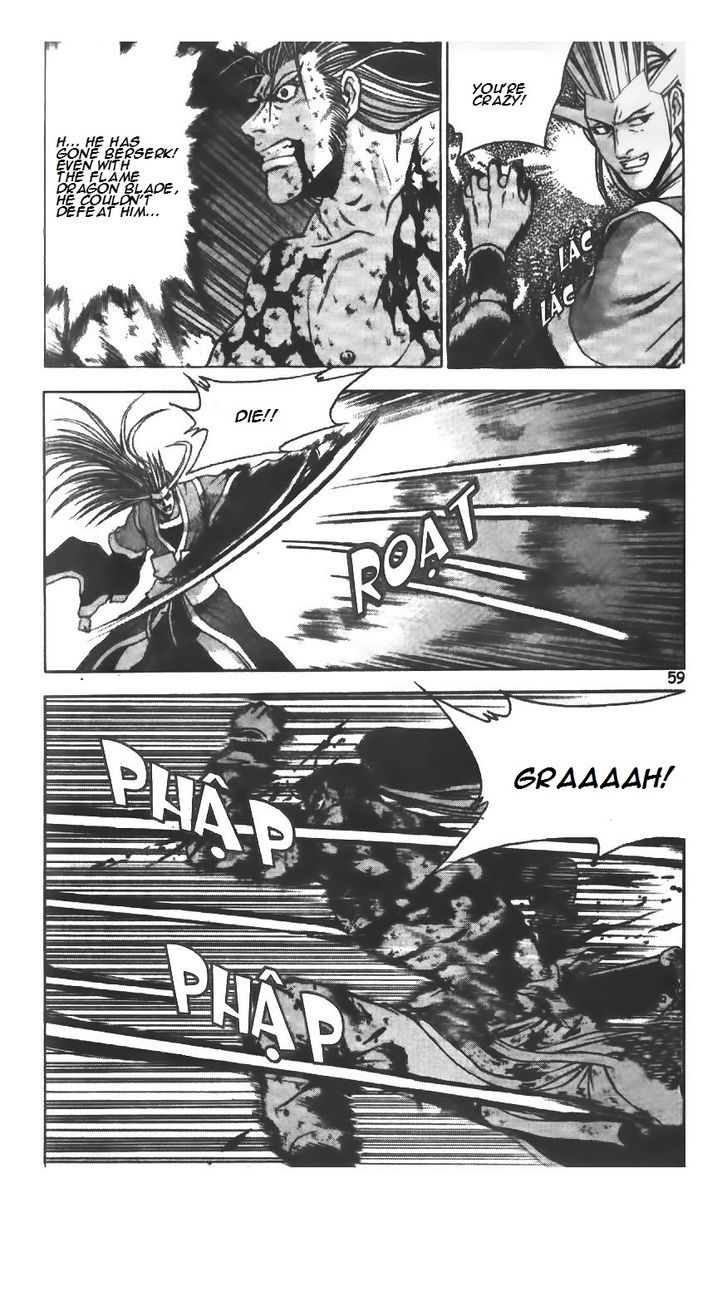 YOU'RE
CRAZY!
LẮC
LẮC
H... HE HAS
GONE BERSERK!
EVEN WITH
THE FLAME
DRAGON BLADE,
HE COULDN'T
DEFEAT HIM...
DIE!!
ROẠT
59
GRAAAAH!
PHẬP
PHẬP